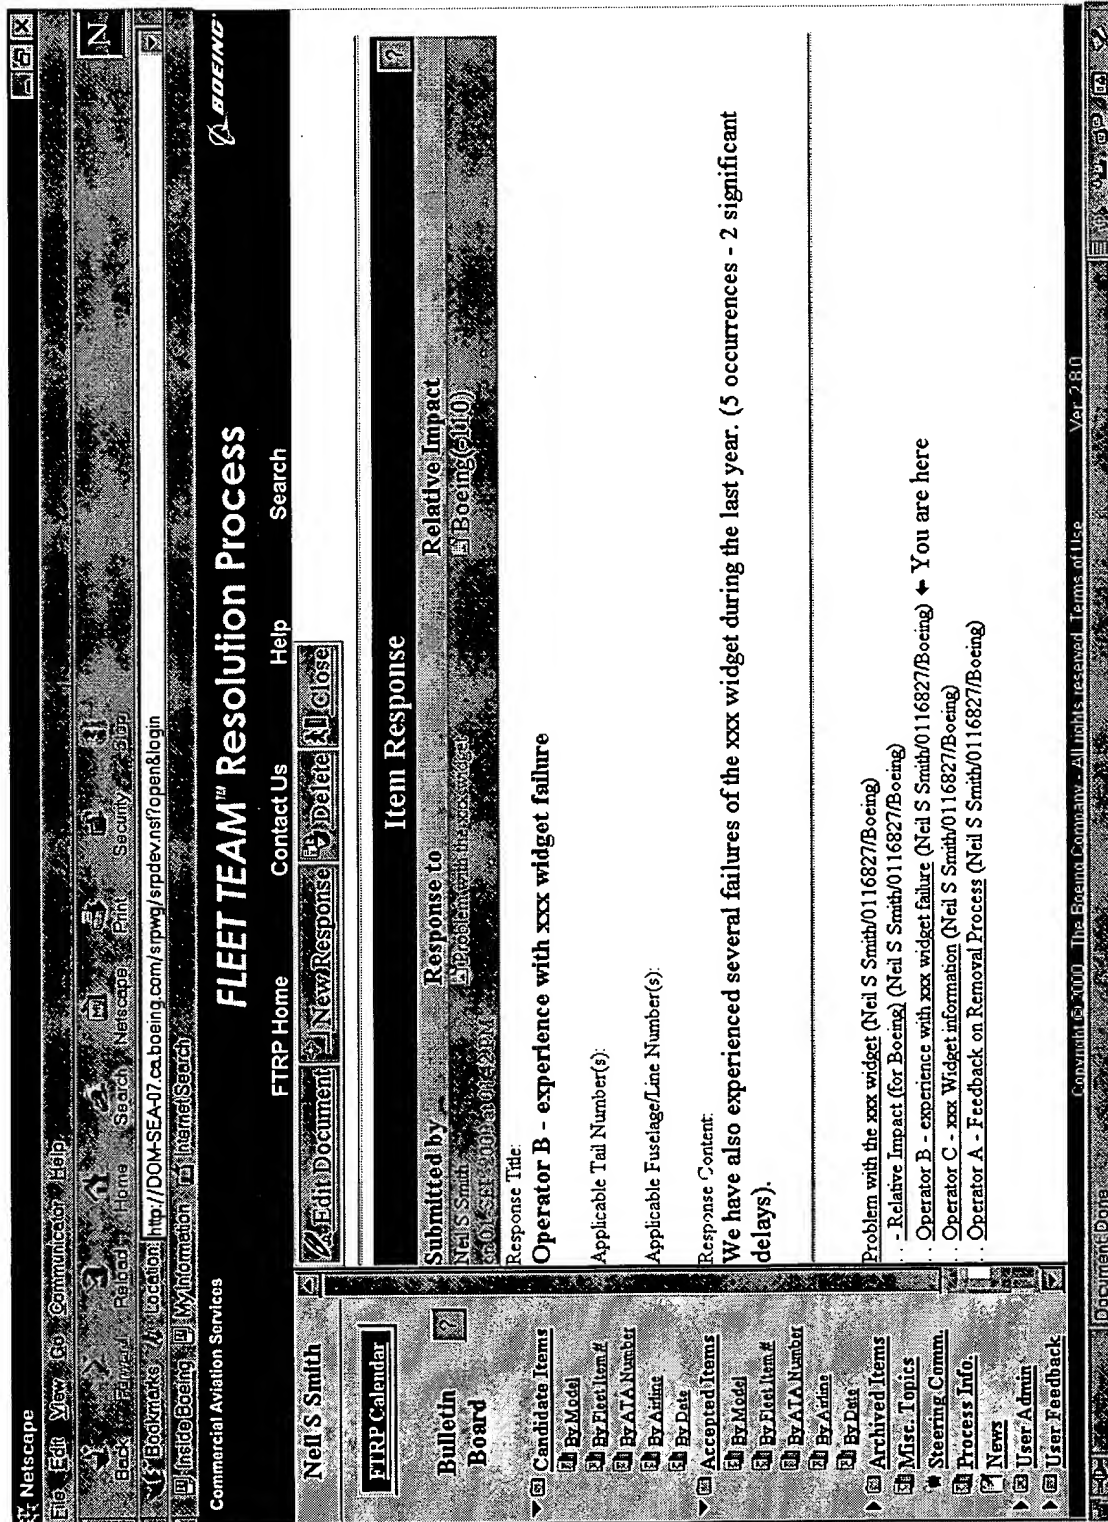 Netscape
File Edit View Go Communicator Help
Back Forward Reload Home Search Netscape Print Security Stop
Bookmarks Location: http://DOM-SEA-07.ca.boeing.com/srpwg/srpdev.nsf?open&login
Inside Boeing My Information Internet Search
Commercial Aviation Services
FLEET TEAM™ Resolution Process
BOEING
FTRP Home Contact Us Help Search
Neil S Smith
FTRP Calendar
Bulletin Board ?
Candidate Items
By Model
By Fleet Item #
By ATA Number
By Airline
By Date
Accepted Items
By Model
By Fleet Item #
By ATA Number
By Airline
By Date
Archived Items
Misc. Topics
Steering Comm.
Process Info.
News
User Admin
User Feedback
Edit Document New Response Delete Close
Item Response ?
Submitted by Response to Relative Impact
Neil S Smith Problem with the xxx widget Boeing(-110)
Response Title:
Operator B - experience with xxx widget failure
Applicable Tail Number(s):
Applicable Fuselage/Line Number(s):
Response Content:
We have also experienced several failures of the xxx widget during the last year. (5 occurrences - 2 significant
delays).
Problem with the xxx widget (Neil S Smith/0116827/Boeing)
. - Relative Impact (for Boeing) (Neil S Smith/0116827/Boeing)
. Operator B - experience with xxx widget failure (Neil S Smith/0116827/Boeing) ← You are here
. Operator C - xxx Widget information (Neil S Smith/0116827/Boeing)
. Operator A - Feedback on Removal Process (Neil S Smith/0116827/Boeing)
Copyright © 2000 The Boeing Company - All rights reserved Terms of Use Ver 2.8.0
Document Done